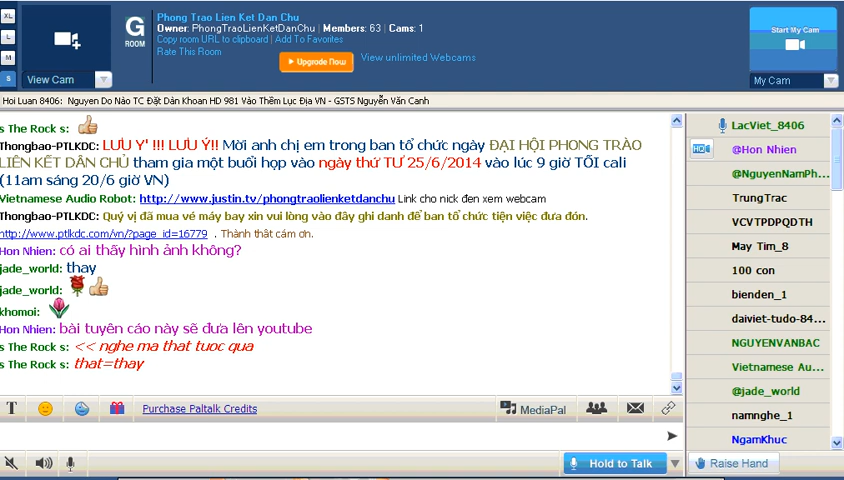 XL
L
M
S
View Cam
G
ROOM
Phong Trao Lien Ket Dan Chu
Owner: PhongTraoLienKetDanChu | Members: 63 | Cams: 1
Copy room URL to clipboard | Add To Favorites
Rate This Room
Upgrade Now
View unlimited Webcams
Start My Cam
My Cam
Hoi Luan 8406: Nguyen Do Nào TC Đặt Dàn Khoan HD 981 Vào Thềm Lục Địa VN - GSTS Nguyễn Văn Canh
s The Rock s:
Thongbao-PTLKDC: LƯU Y' !!! LƯU Ý!! Mời anh chị em trong ban tổ chức ngày ĐẠI HỘI PHONG TRÀO
LIÊN KẾT DÂN CHỦ tham gia một buổi họp vào ngày thứ TƯ 25/6/2014 vào lúc 9 giờ TỐI cali
(11am sáng 20/6 giờ VN)
Vietnamese Audio Robot: http://www.justin.tv/phongtraolienketdanchu Link cho nick đen xem webcam
Thongbao-PTLKDC: Quý vị đã mua vé máy bay xin vui lòng vào đây ghi danh để ban tổ chức tiện việc đưa đón.
http://www.ptlkdc.com/vn/?page_id=16779 . Thành thât cám ơn.
Hon Nhien: có ai thấy hình ảnh không?
jade_world: thay
jade_world:
khomoi:
Hon Nhien: bài tuyên cáo này sẽ đưa lên youtube
s The Rock s: << nghe ma that tuoc qua
s The Rock s: that=thay
T
Purchase Paltalk Credits
MediaPal
Hold to Talk
LacViet_8406
HQ
@Hon Nhien
@NguyenNamPh...
TrungTrac
VCVTPDPQDTH
May Tim_8
100 con
bienden_1
daiviet-tudo-84...
NGUYENVANBAC
Vietnamese Au...
@jade_world
namnghe_1
NgamKhuc
Raise Hand